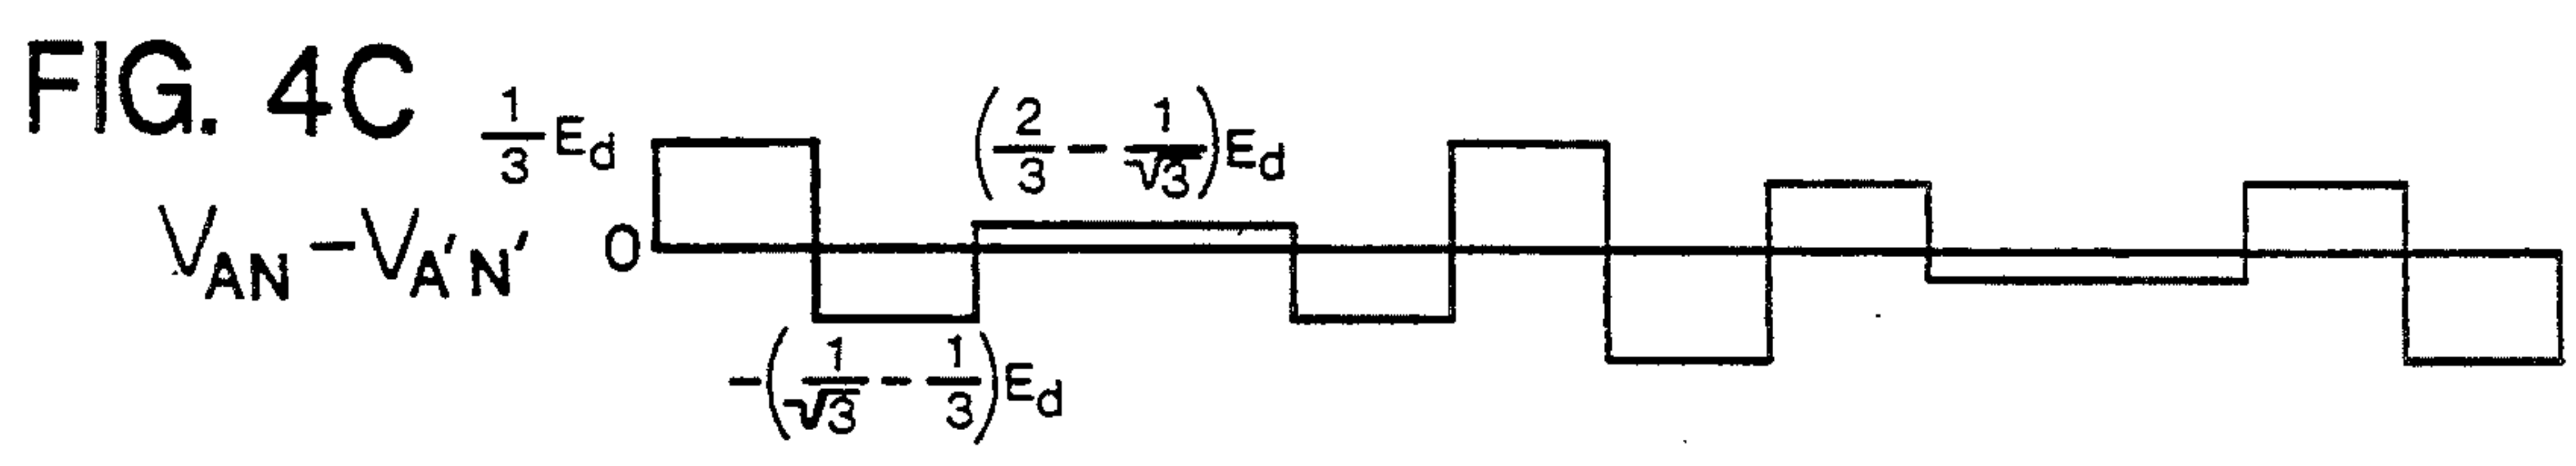 FIG. 4C
1/3 Ed
(2/3 - 1/√3)Ed
VAN - VA'N'
0
-(1/√3 - 1/3)Ed